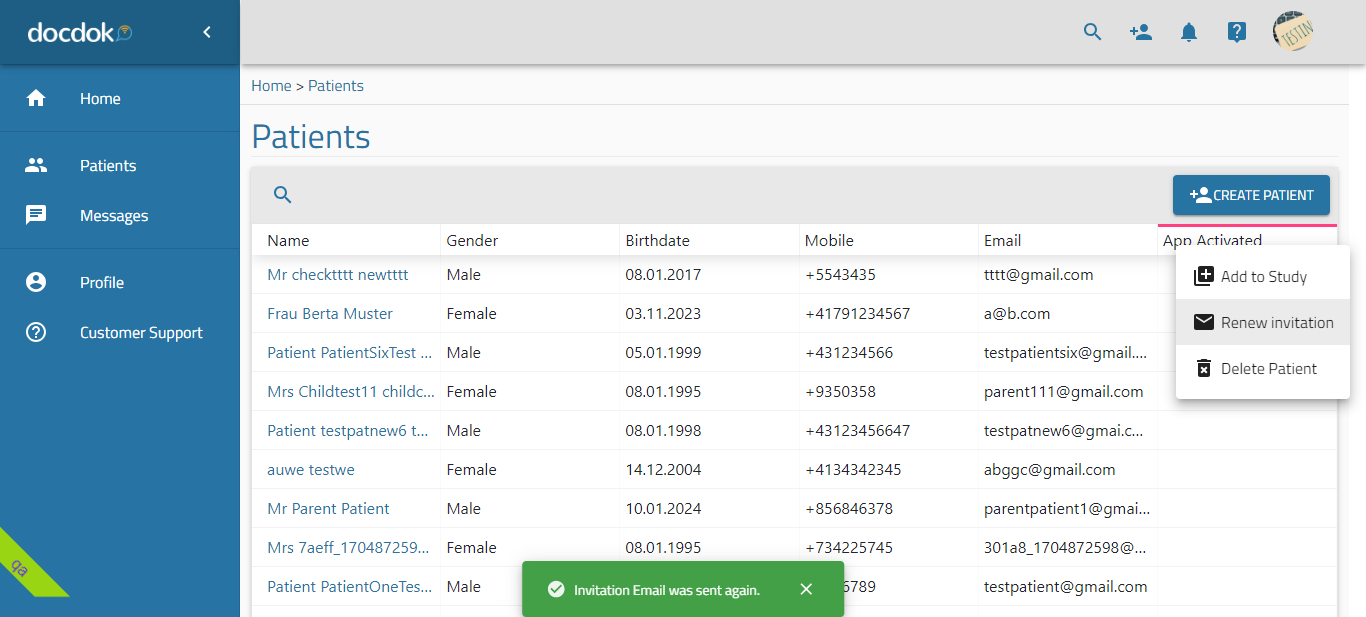 docdok
TESTIN
Home
Patients
Messages
Profile
Customer Support
qa
Home > Patients
Patients
CREATE PATIENT
Name Gender Birthdate Mobile Email App Activated
Mr checktttt newtttt Male 08.01.2017 +5543435 tttt@gmail.com
Frau Berta Muster Female 03.11.2023 +41791234567 a@b.com
Patient PatientSixTest ... Male 05.01.1999 +431234566 testpatientsix@gmail....
Mrs Childtest11 childc... Female 08.01.1995 +9350358 parent111@gmail.com
Patient testpatnew6 t... Male 08.01.1998 +43123456647 testpatnew6@gmai.c...
auwe testwe Female 14.12.2004 +4134342345 abggc@gmail.com
Mr Parent Patient Male 10.01.2024 +856846378 parentpatient1@gmai...
Mrs 7aeff_170487259... Female 08.01.1995 +734225745 301a8_1704872598@...
Patient PatientOneTes... Male 6789 testpatient@gmail.com
Add to Study
Renew invitation
Delete Patient
Invitation Email was sent again.